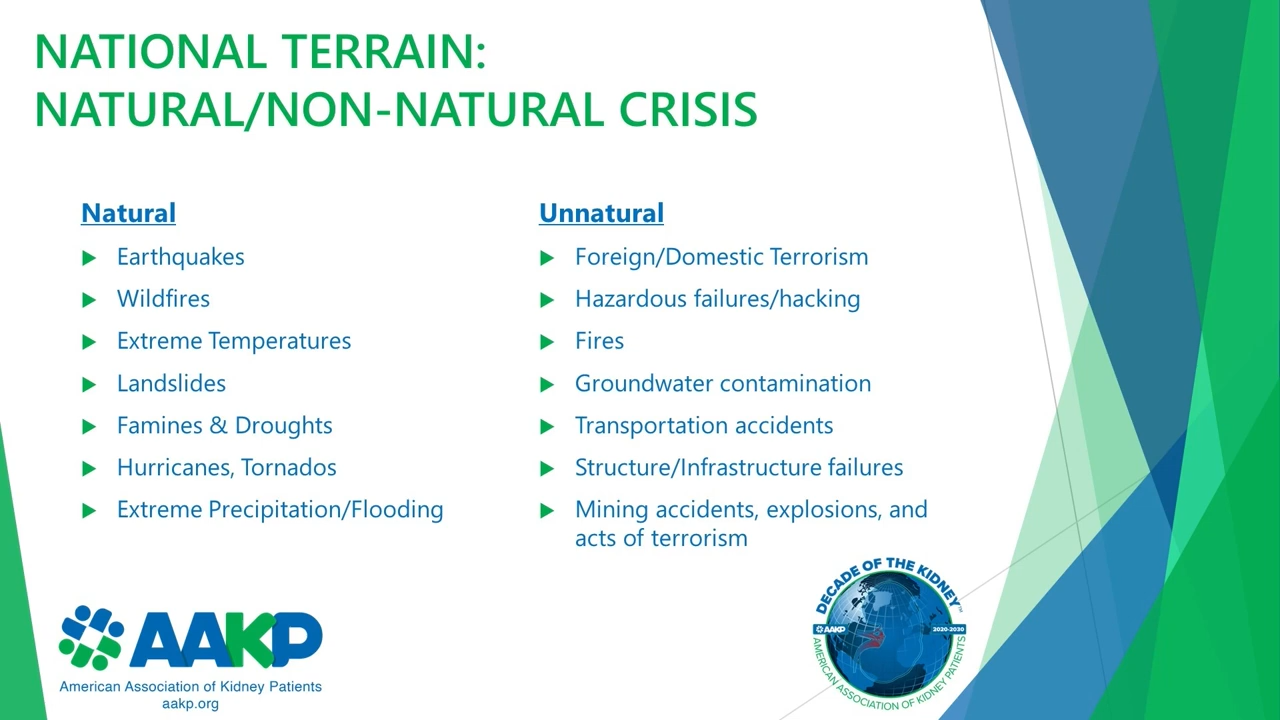 NATIONAL TERRAIN:
NATURAL/NON-NATURAL CRISIS
Natural
Earthquakes
Wildfires
Extreme Temperatures
Landslides
Famines & Droughts
Hurricanes, Tornados
Extreme Precipitation/Flooding
Unnatural
Foreign/Domestic Terrorism
Hazardous failures/hacking
Fires
Groundwater contamination
Transportation accidents
Structure/Infrastructure failures
Mining accidents, explosions, and
acts of terrorism
AAKP
American Association of Kidney Patients
aakp.org
DECADE OF THE KIDNEY™
AAKP
2020-2030
AMERICAN ASSOCIATION OF KIDNEY PATIENTS